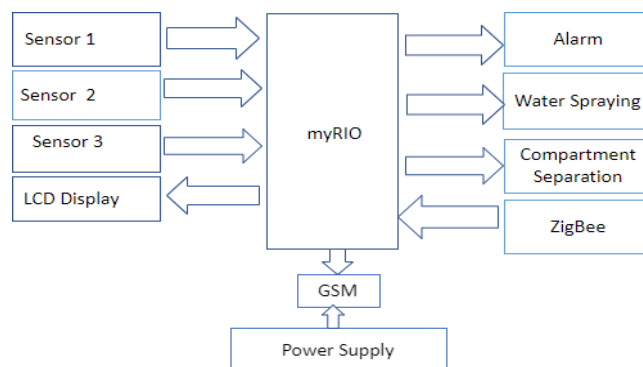 Sensor 1
Sensor 2
Sensor 3
LCD Display
myRIO
Alarm
Water Spraying
Compartment
Separation
ZigBee
GSM
Power Supply